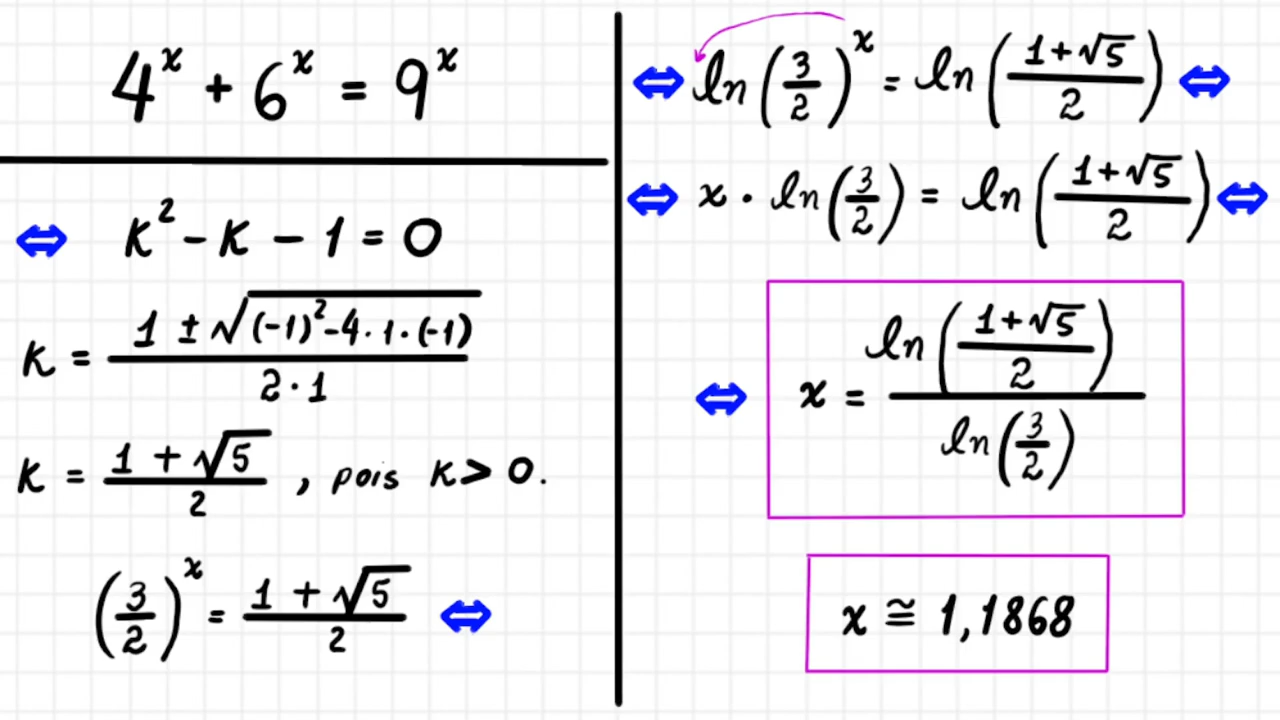 4^x + 6^x = 9^x
⇔ k² - k - 1 = 0
k = (1 ± √((-1)² - 4 · 1 · (-1))) / (2 · 1)
k = (1 + √5) / 2 , pois k > 0.
(3/2)^x = (1 + √5) / 2 ⇔
⇔ ln(3/2)^x = ln((1 + √5) / 2) ⇔
⇔ x · ln(3/2) = ln((1 + √5) / 2) ⇔
⇔ x = ln((1 + √5) / 2) / ln(3/2)
x ≅ 1,1868